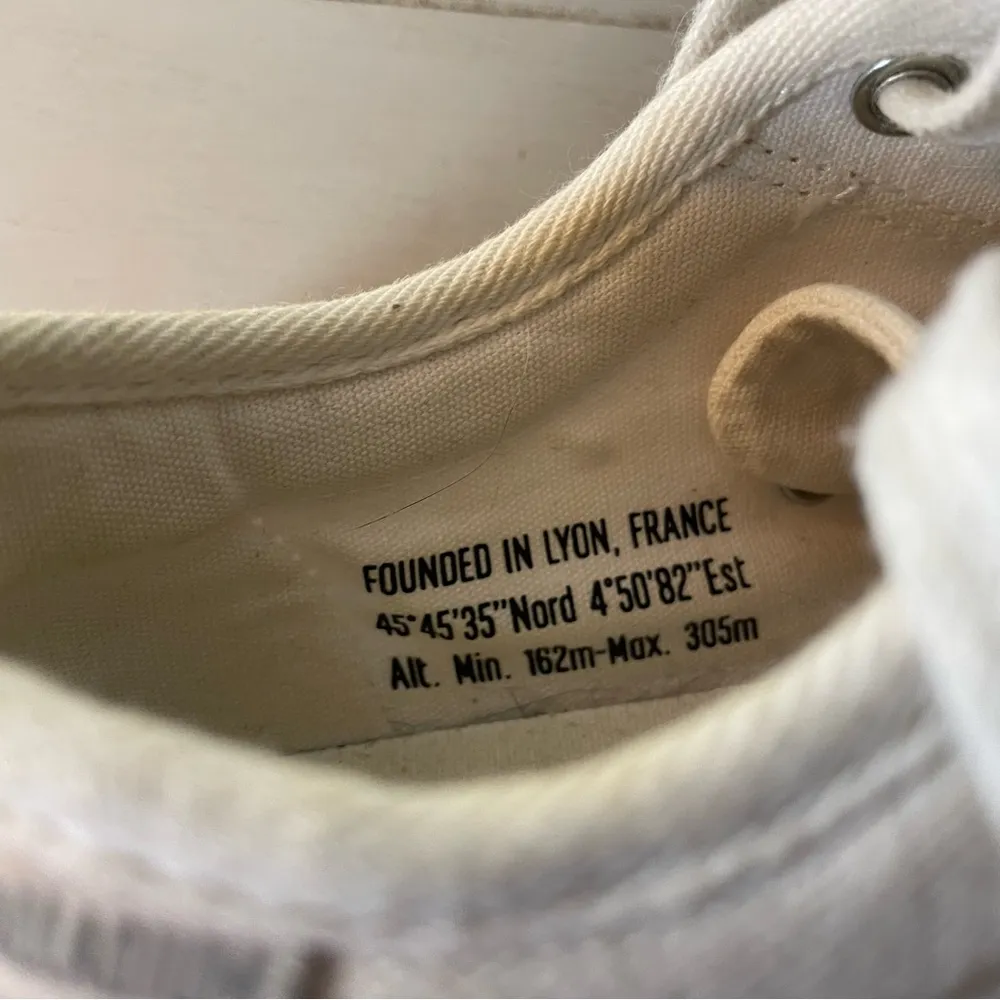 FOUNDED IN LYON, FRANCE
45°45'35"Nord 4°50'82"Est
Alt. Min. 162m-Max. 305m